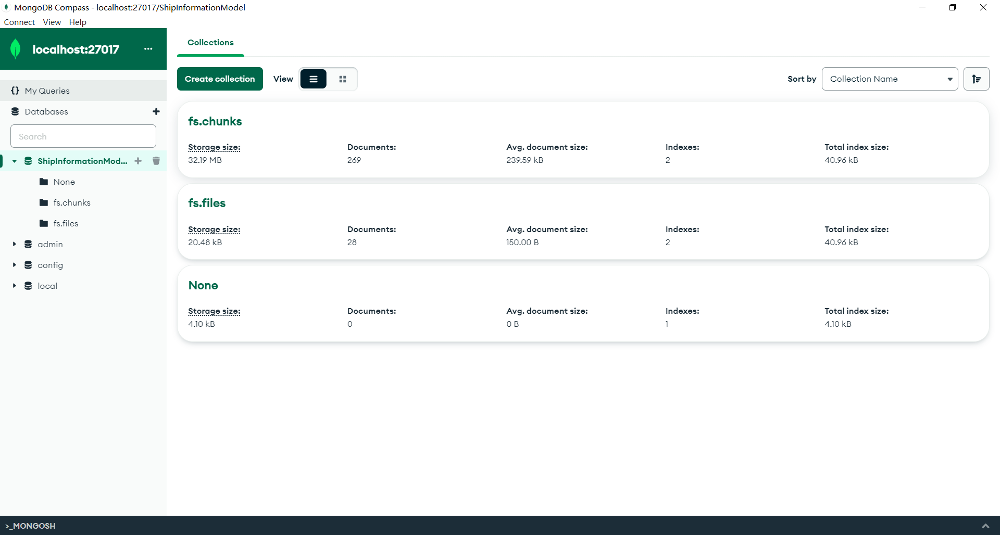 MongoDB Compass - localhost:27017/ShipInformationModel
Connect View Help
localhost:27017
...
My Queries
Databases
Search
ShipInformationMod...
None
fs.chunks
fs.files
admin
config
local
Collections
Create collection View
Sort by Collection Name
fs.chunks
Storage size: Documents: Avg. document size: Indexes: Total index size:
32.19 MB 269 239.59 kB 2 40.96 kB
fs.files
Storage size: Documents: Avg. document size: Indexes: Total index size:
20.48 kB 28 150.00 B 2 40.96 kB
None
Storage size: Documents: Avg. document size: Indexes: Total index size:
4.10 kB 0 0 B 1 4.10 kB
>_MONGOSH